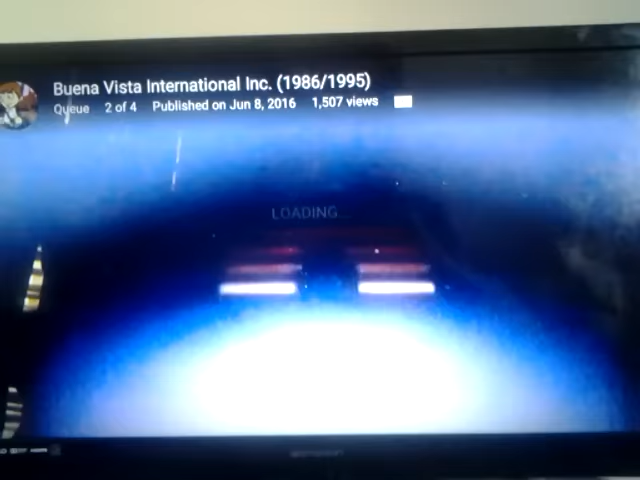 Buena Vista International Inc. (1986/1995)
Queue 2 of 4 Published on Jun 8, 2016 1,507 views
LOADING...